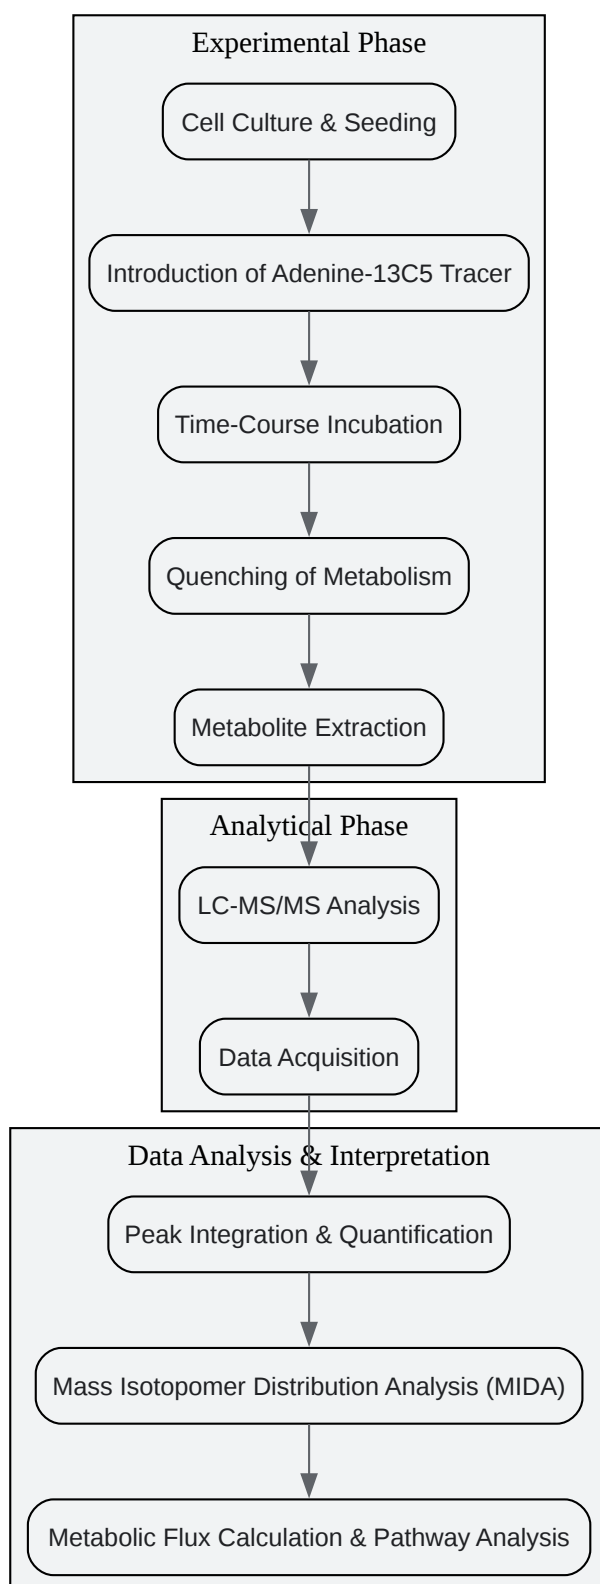 Experimental Phase
Cell Culture & Seeding
Introduction of Adenine-13C5 Tracer
Time-Course Incubation
Quenching of Metabolism
Metabolite Extraction
Analytical Phase
LC-MS/MS Analysis
Data Acquisition
Data Analysis & Interpretation
Peak Integration & Quantification
Mass Isotopomer Distribution Analysis (MIDA)
Metabolic Flux Calculation & Pathway Analysis